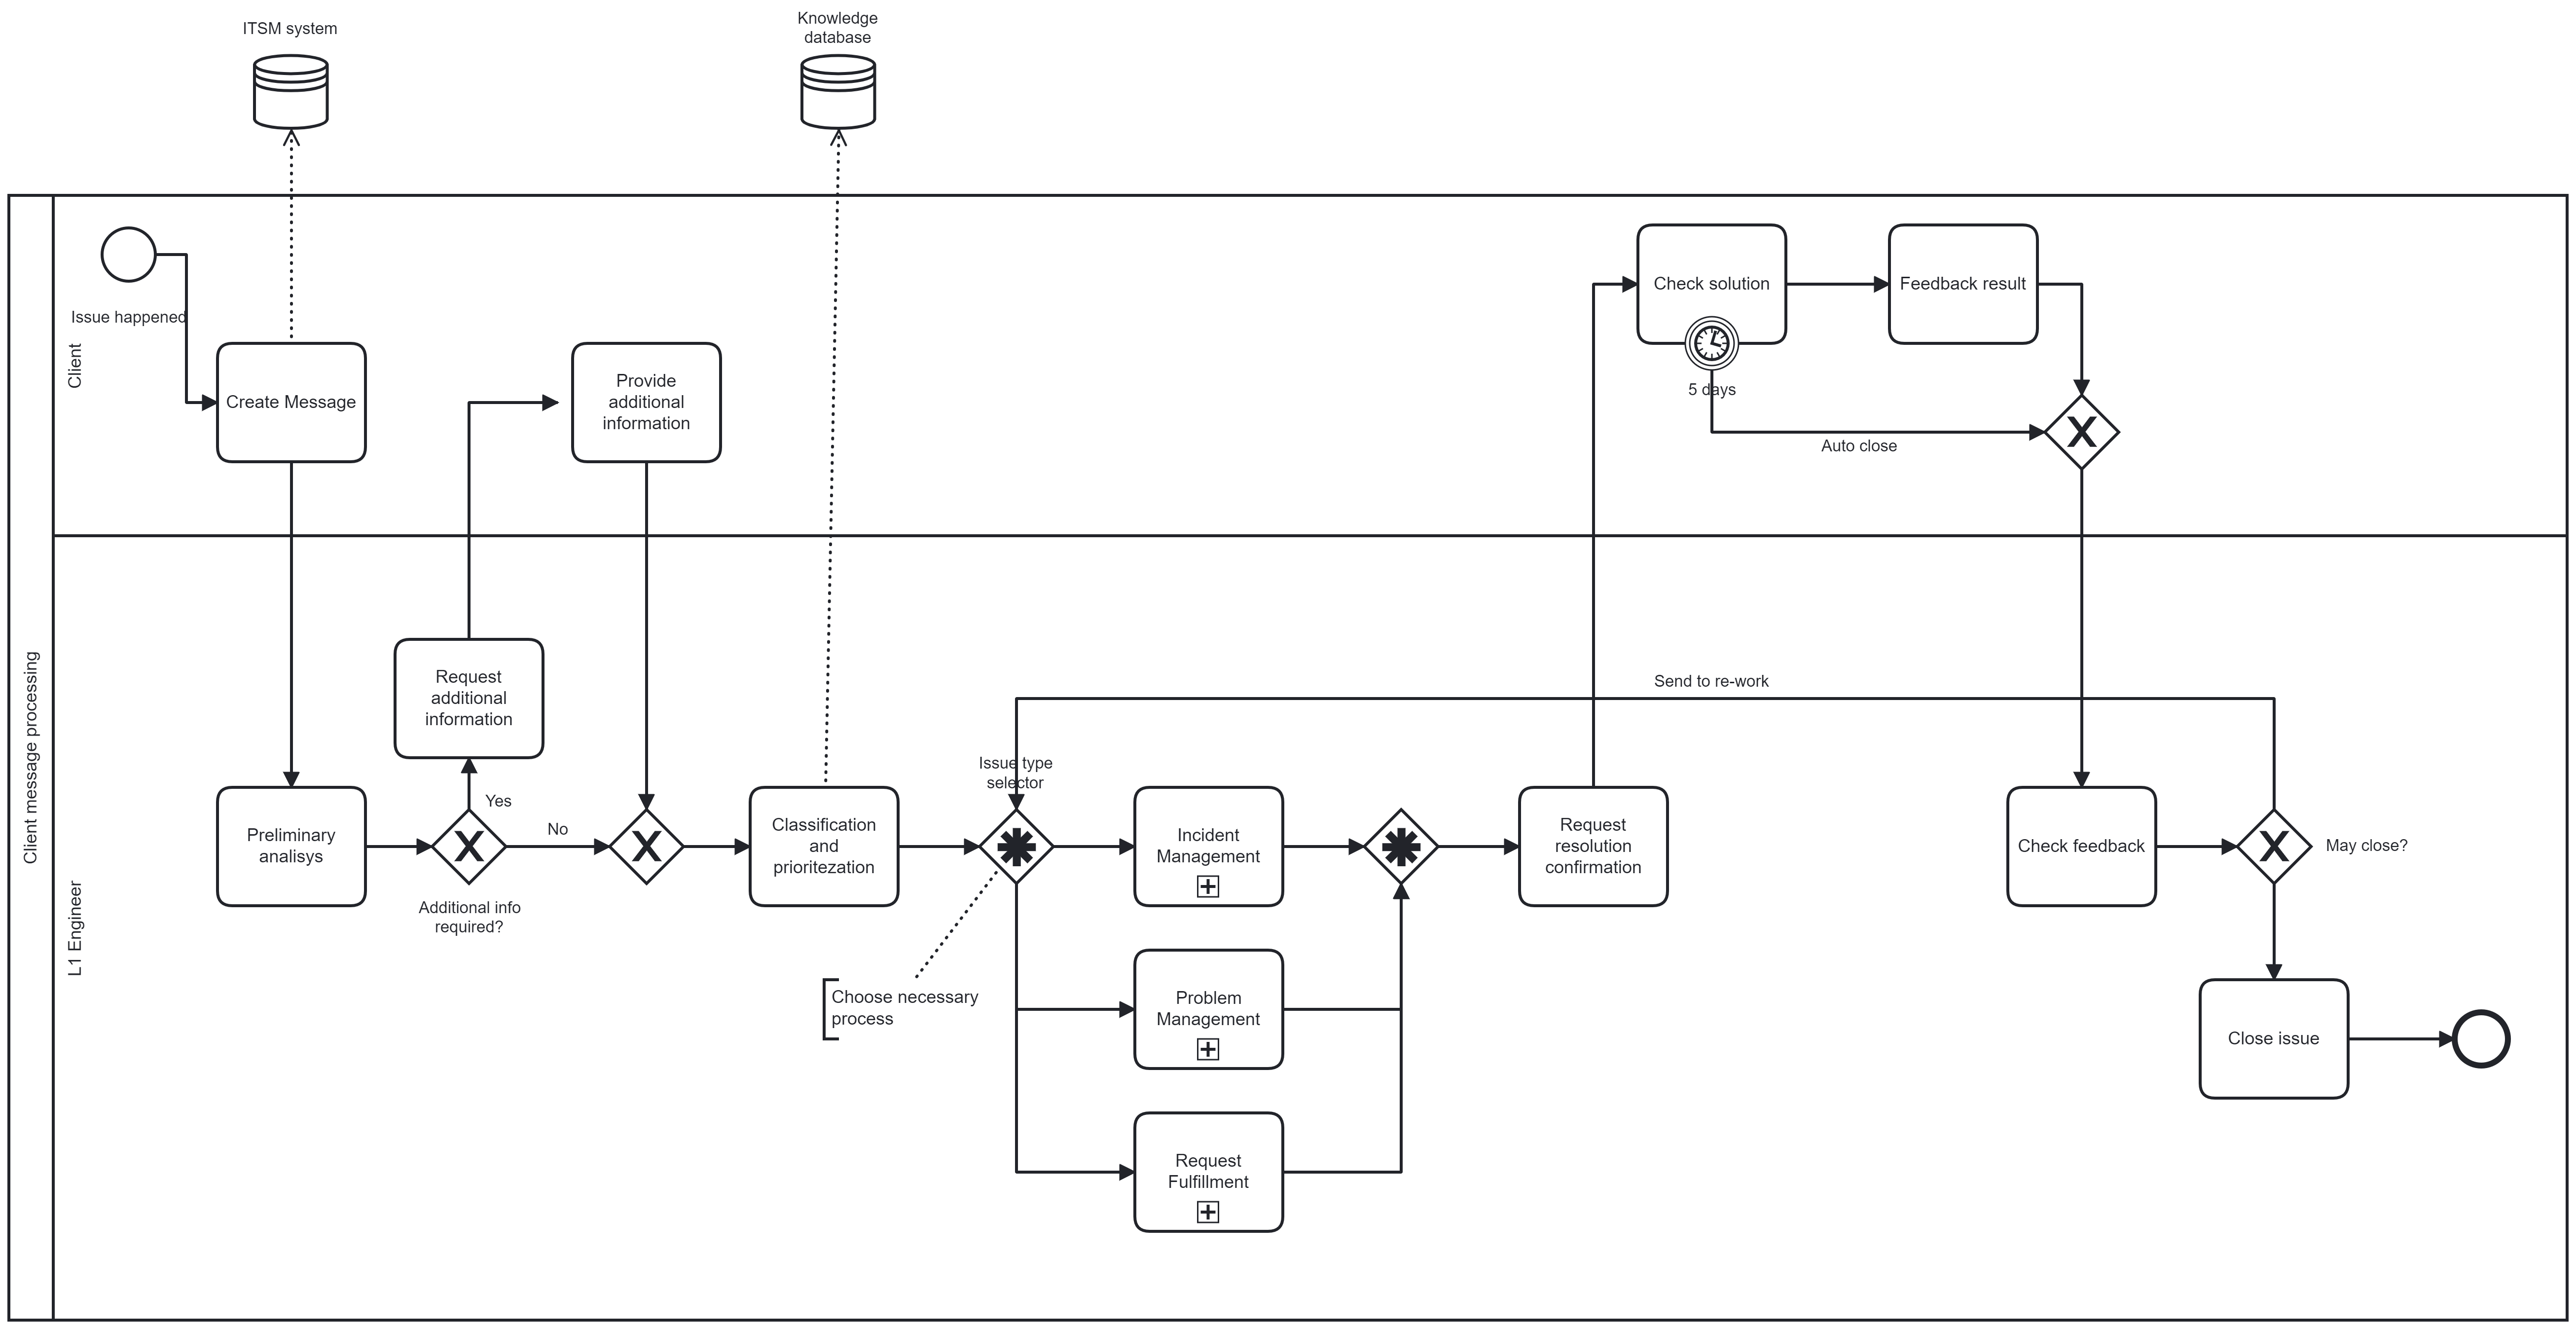 ITSM system
Knowledge
database
Client message processing
Client
Issue happened
Create Message
Provide
additional
information
Check solution
5 days
Auto close
Feedback result
L1 Engineer
Preliminary
analisys
Request
additional
information
Yes
No
Additional info
required?
Classification
and
prioritezation
Issue type
selector
Choose necessary
process
Incident
Management
Problem
Management
Request
Fulfillment
Request
resolution
confirmation
Send to re-work
Check feedback
May close?
Close issue